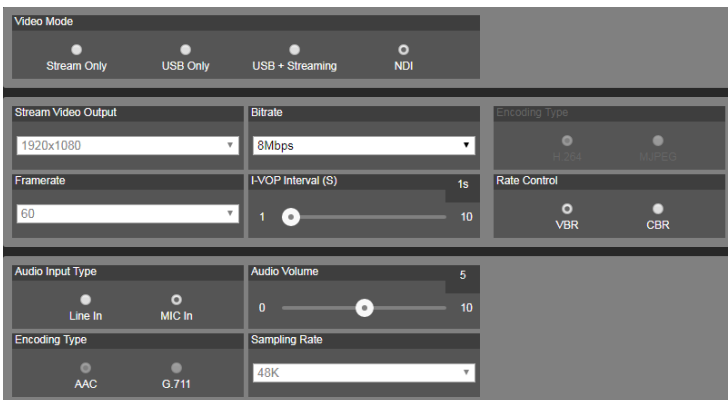 Video Mode
Stream Only USB Only USB + Streaming NDI
Stream Video Output Bitrate Encoding Type
1920x1080 8Mbps H.264 MJPEG
Framerate I-VOP Interval (S) 1s Rate Control
60 1 10 VBR CBR
Audio Input Type Audio Volume 5
Line In MIC In 0 10
Encoding Type Sampling Rate
AAC G.711 48K